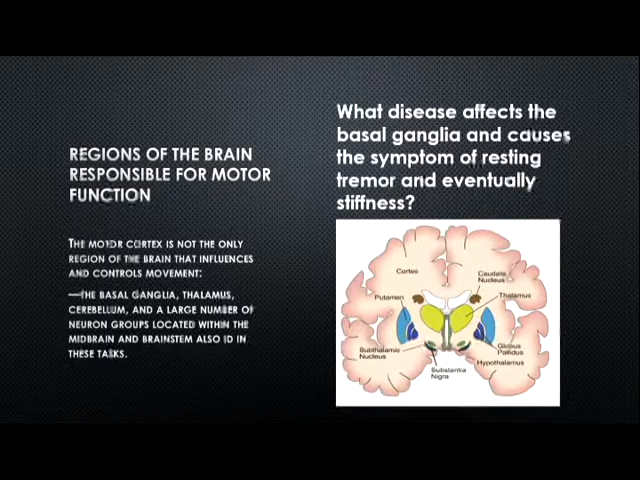 REGIONS OF THE BRAIN
RESPONSIBLE FOR MOTOR
FUNCTION
THE MOTOR CORTEX IS NOT THE ONLY
REGION OF THE BRAIN THAT INFLUENCES
AND CONTROLS MOVEMENT:
—THE BASAL GANGLIA, THALAMUS,
CEREBELLUM, AND A LARGE NUMBER OF
NEURON GROUPS LOCATED WITHIN THE
MIDBRAIN AND BRAINSTEM ALSO ID IN
THESE TASKS.
What disease affects the
basal ganglia and causes
the symptom of resting
tremor and eventually
stiffness?
Cortex
Caudate
Nucleus
Putamen
Thalamus
Globus
Pallidus
Subthalamic
Nucleus
Hypothalamus
Substantia
Nigra